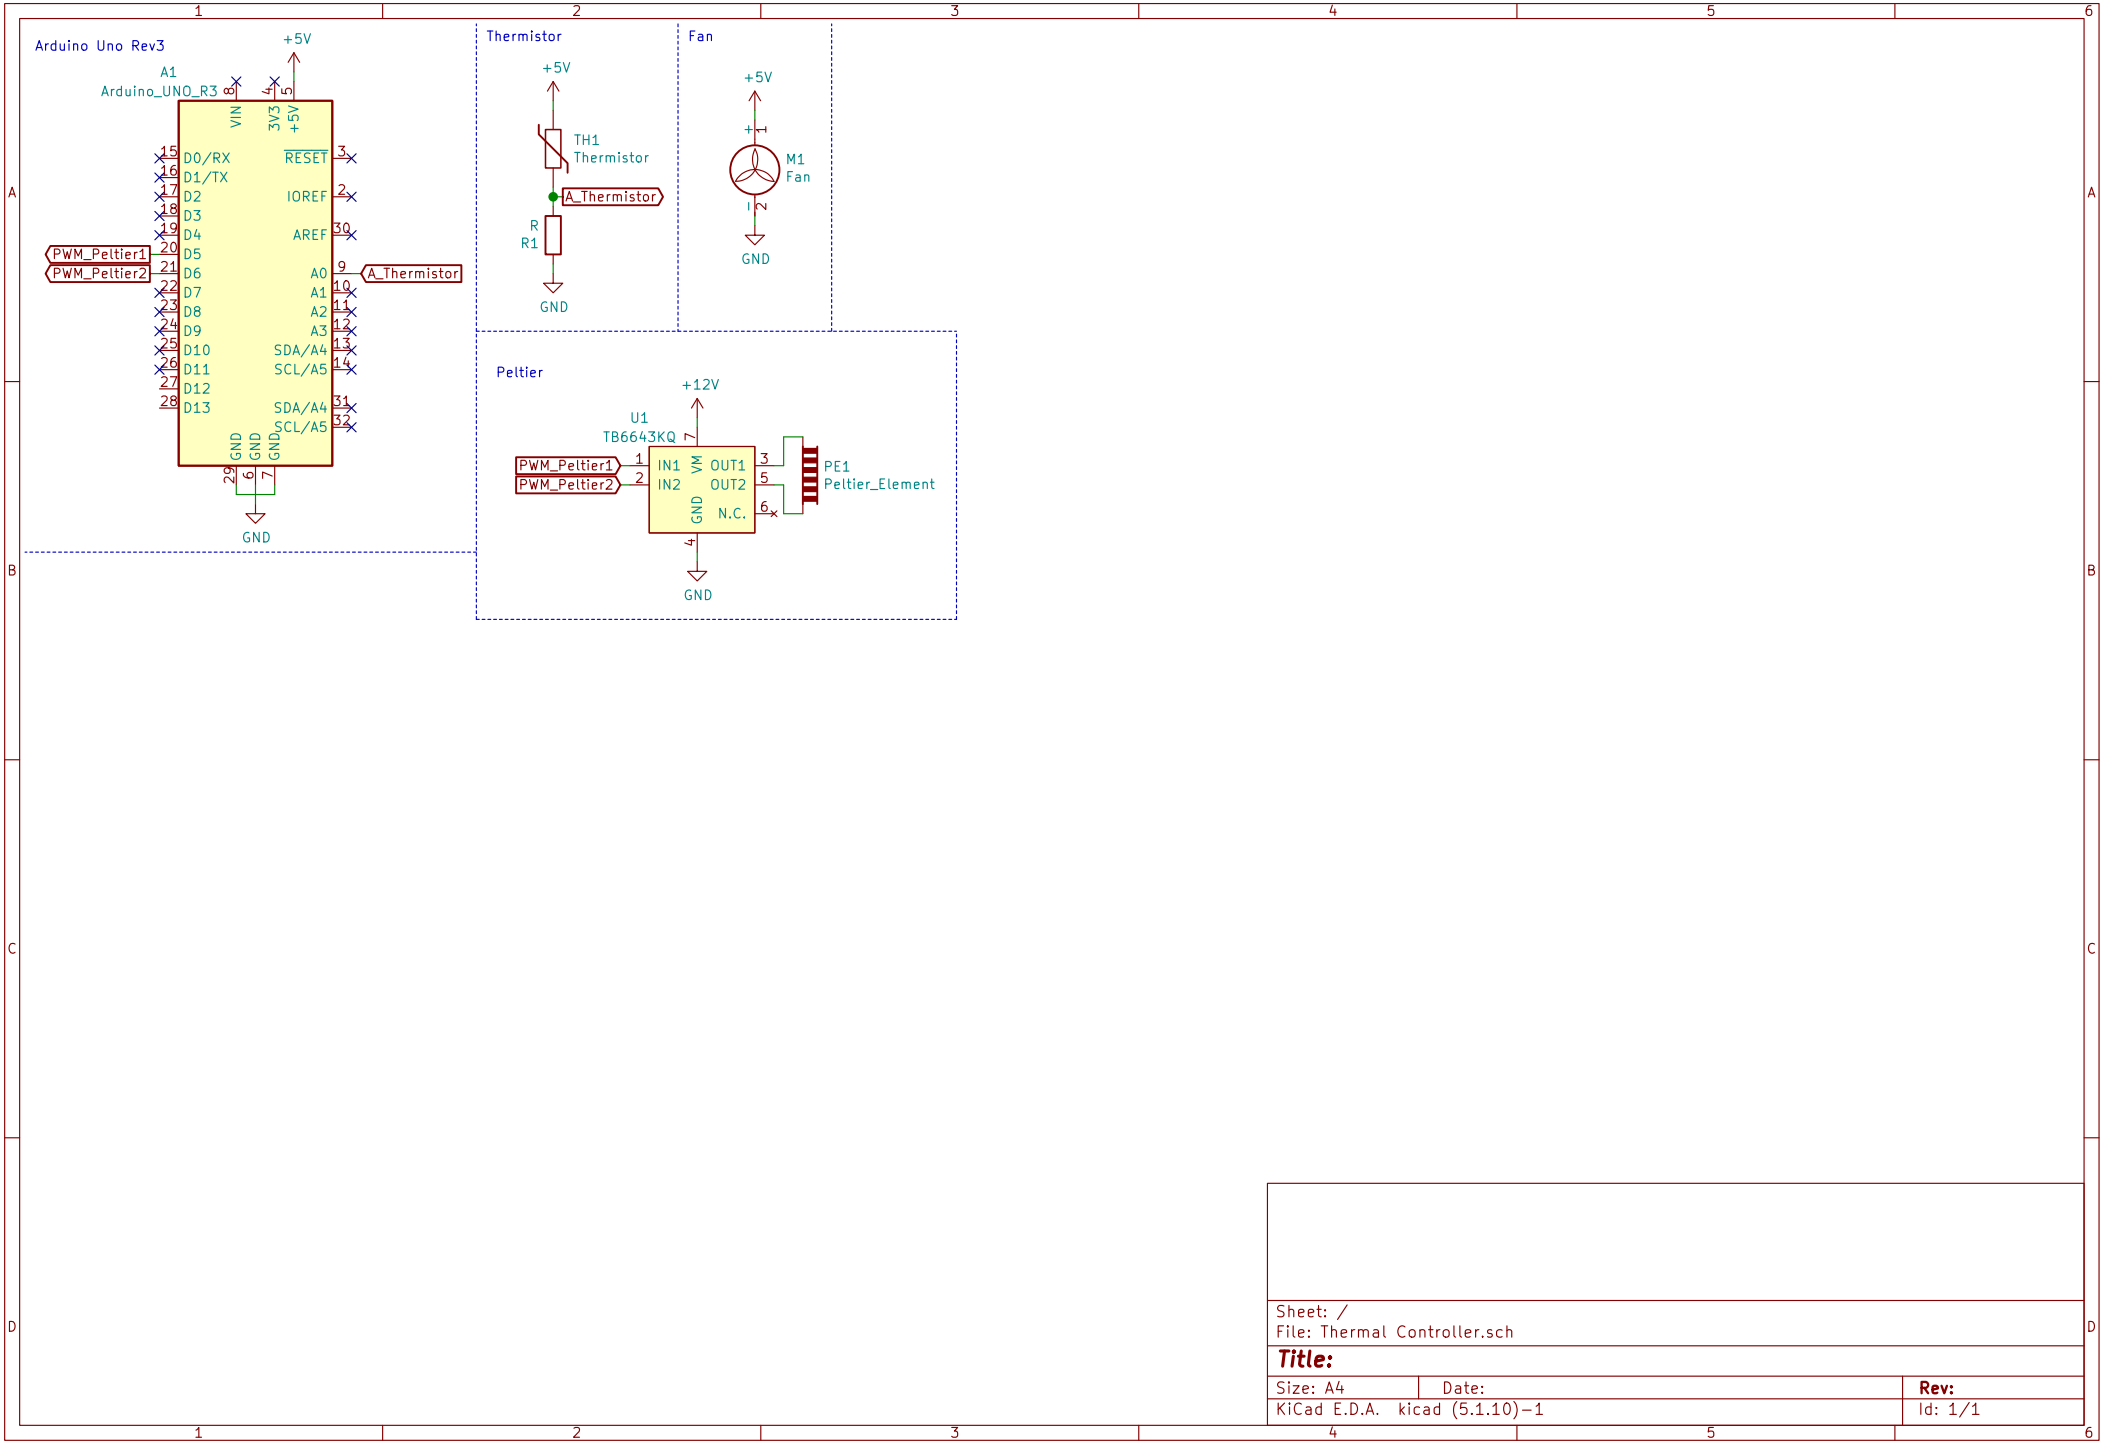 1 2 3 4 5 6
Arduino Uno Rev3
+5V
A1
Arduino_UNO_R3
8 4 5
VIN 3V3 +5V
15 D0/RX RESET 3
16 D1/TX
17 D2 IOREF 2
18 D3
19 D4 AREF 30
PWM_Peltier1 20 D5
PWM_Peltier2 21 D6 A0 9 A_Thermistor
22 D7 A1 10
23 D8 A2 11
24 D9 A3 12
25 D10 SDA/A4 13
26 D11 SCL/A5 14
27 D12
28 D13 SDA/A4 31
SCL/A5 32
GND GND GND
29 6 7
GND
Thermistor
+5V
TH1
Thermistor
A_Thermistor
R
R1
GND
Fan
+5V
+ 1
M1
Fan
- 2
GND
Peltier
+12V
U1
TB6643KQ
7
PWM_Peltier1 1 IN1 VM OUT1 3
PWM_Peltier2 2 IN2 OUT2 5
GND N.C. 6
4
GND
PE1
Peltier_Element
A A
B B
C C
D D
Sheet: /
File: Thermal Controller.sch
Title:
Size: A4 Date: Rev:
KiCad E.D.A. kicad (5.1.10)-1 Id: 1/1
1 2 3 4 5 6